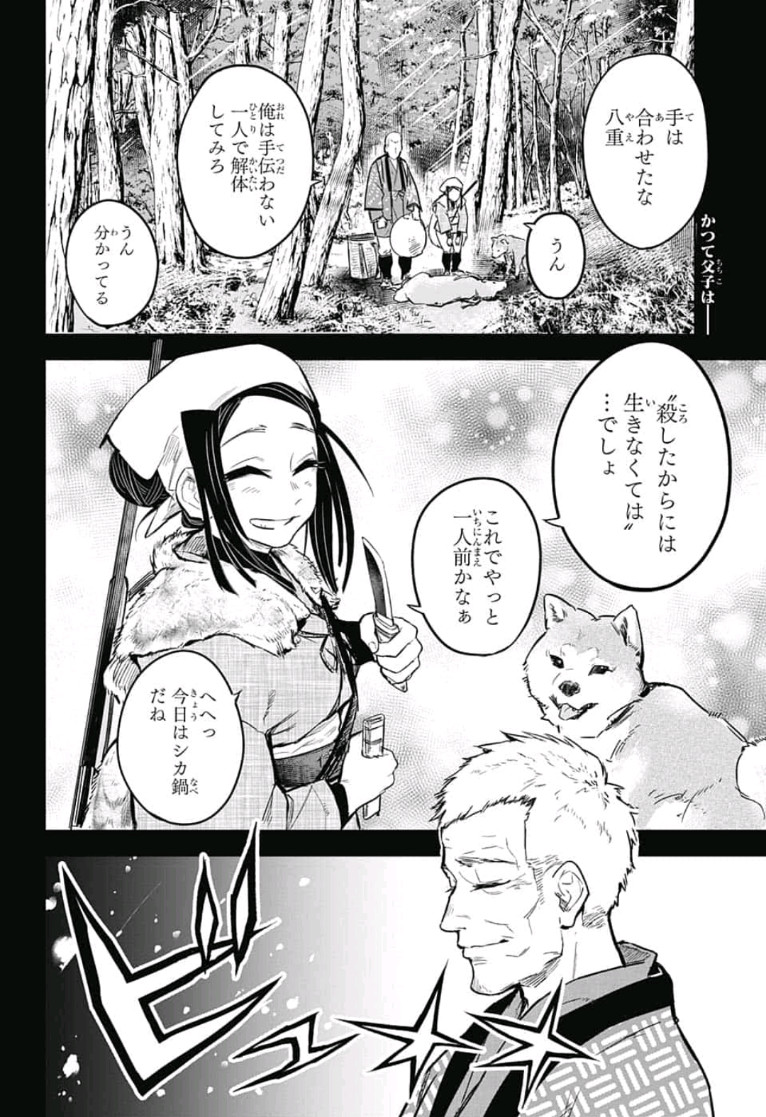 かつて父子は――
手は
合わせたな
八重
うん
俺は手伝わない
一人で解体
してみろ
うん
分かってる
〝殺したからには
生きなくては〟
…でしょ
これでやっと
一人前かなぁ
へへっ
今日はシカ鍋
だね
ビュ